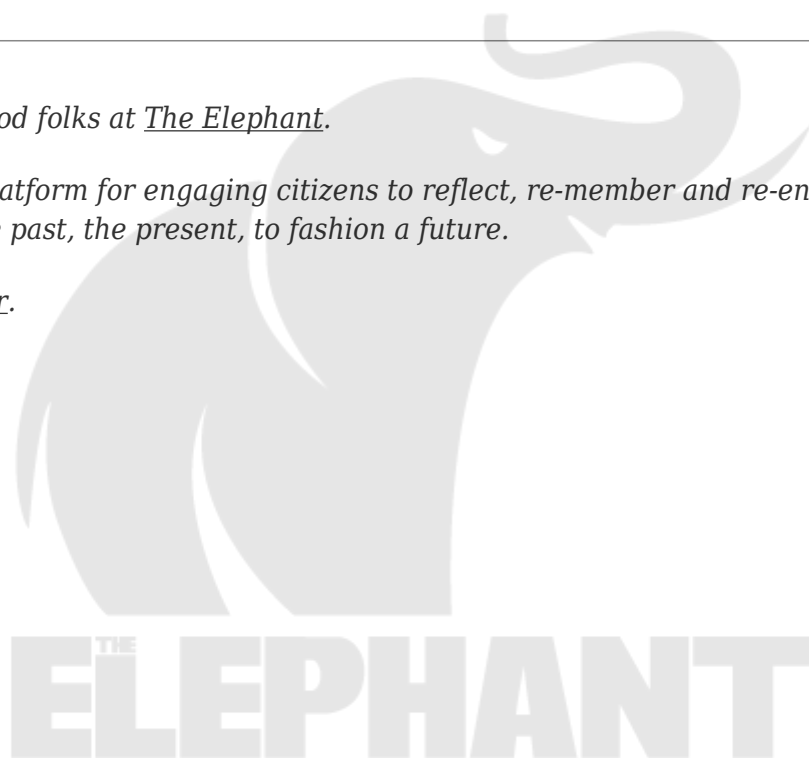 od folks at The Elephant.
atform for engaging citizens to reflect, re-member and re-en
past, the present, to fashion a future.
r.
THE
ELEPHANT